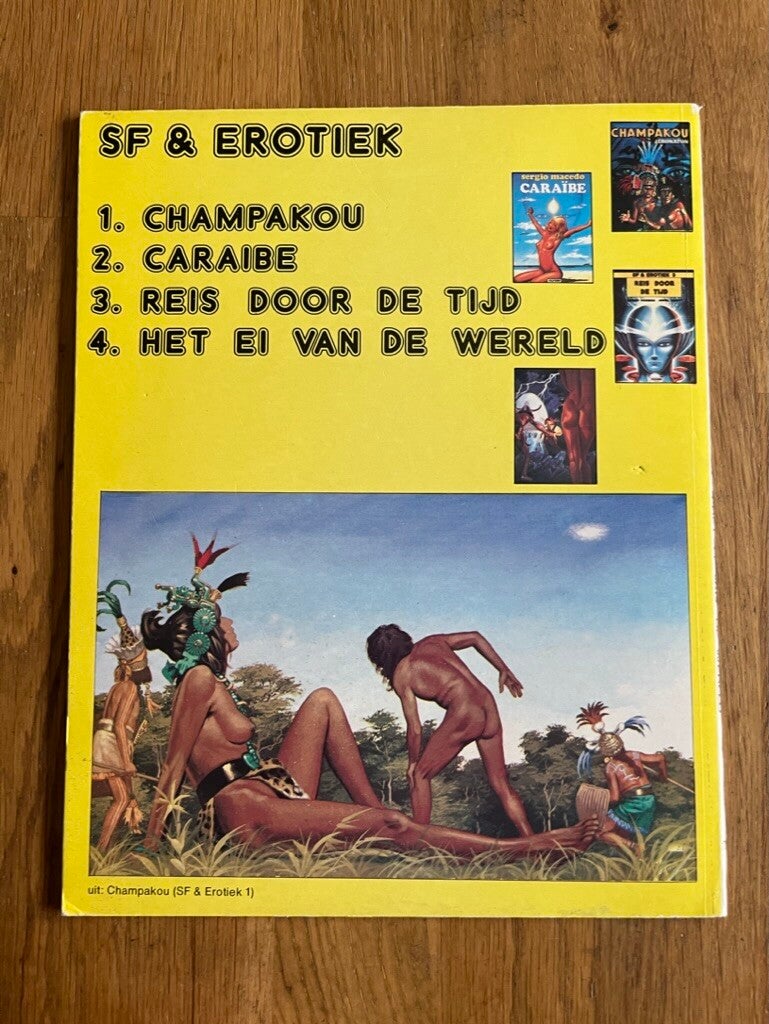 SF & EROTIEK
1. CHAMPAKOU
2. CARAIBE
3. REIS DOOR DE TIJD
4. HET EI VAN DE WERELD
CHAMPAKOU
sergio macedo
CARAÏBE
SF & EROTIEK 3
REIS DOOR
DE TIJD
uit: Champakou (SF & Erotiek 1)